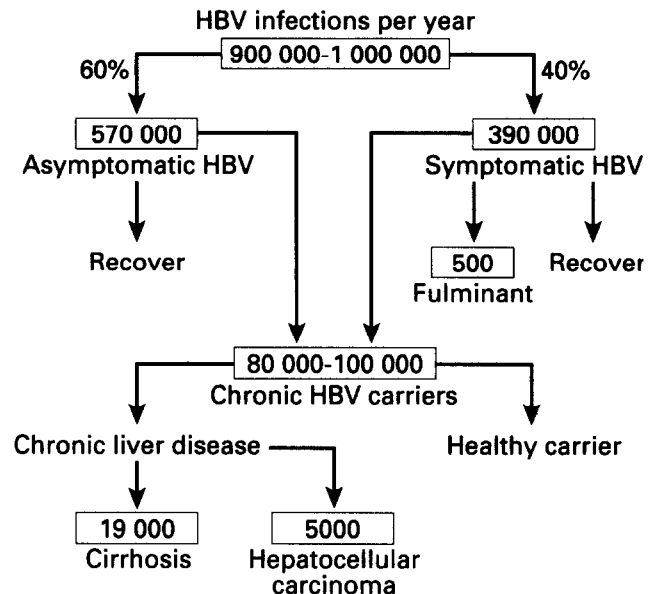 HBV infections per year
900 000-1 000 000
60%
40%
570 000
390 000
Asymptomatic HBV
Symptomatic HBV
Recover
500
Recover
Fulminant
80 000-100 000
Chronic HBV carriers
Chronic liver disease
Healthy carrier
19 000
5000
Cirrhosis
Hepatocellular
carcinoma